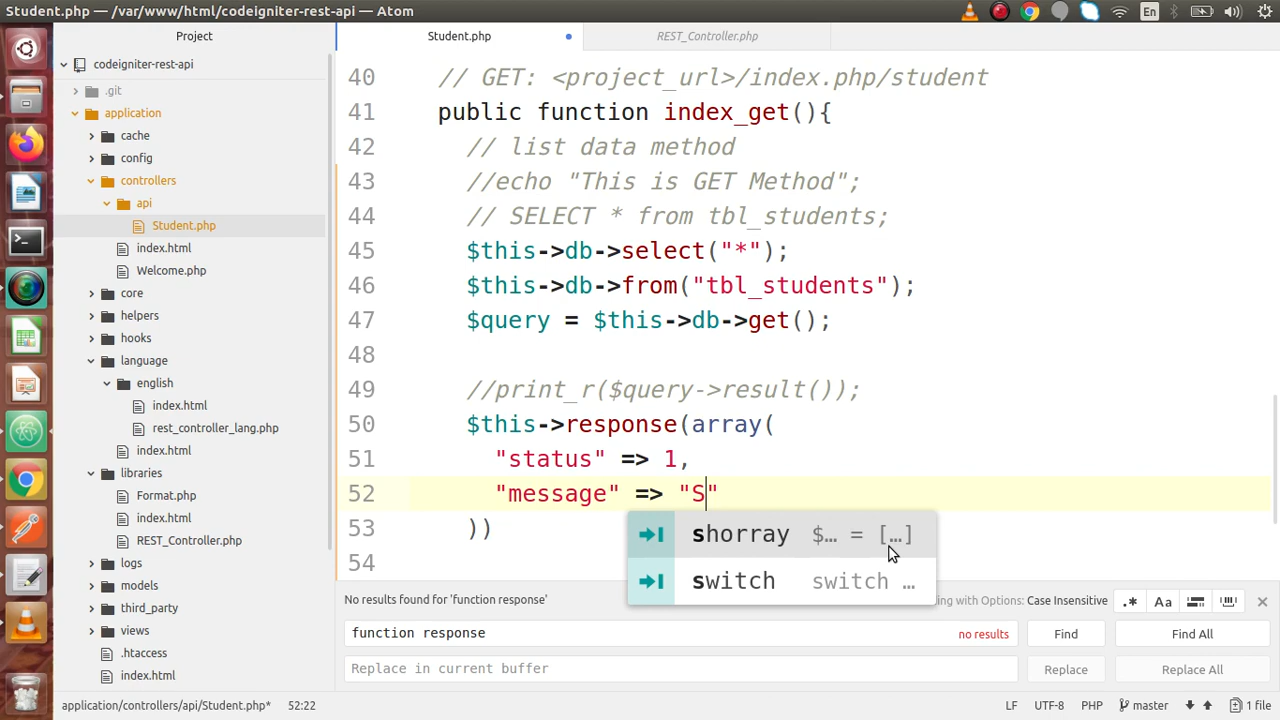 Student.php — /var/www/html/codeigniter-rest-api — Atom
En
Project
codeigniter-rest-api
.git
application
cache
config
controllers
api
Student.php
index.html
Welcome.php
core
helpers
hooks
language
english
index.html
rest_controller_lang.php
index.html
libraries
Format.php
index.html
REST_Controller.php
logs
models
third_party
views
.htaccess
index.html
Student.php
REST_Controller.php
40 // GET: <project_url>/index.php/student
41 public function index_get(){
42 // list data method
43 //echo "This is GET Method";
44 // SELECT * from tbl_students;
45 $this->db->select("*");
46 $this->db->from("tbl_students");
47 $query = $this->db->get();
48
49 //print_r($query->result());
50 $this->response(array(
51 "status" => 1,
52 "message" => "S"
53 ))
54
shorray $… = […]
switch switch …
No results found for 'function response'
ing with Options: Case Insensitive
.* Aa
function response
no results
Find
Find All
Replace in current buffer
Replace
Replace All
application/controllers/api/Student.php* 52:22
LF UTF-8 PHP master 1 file